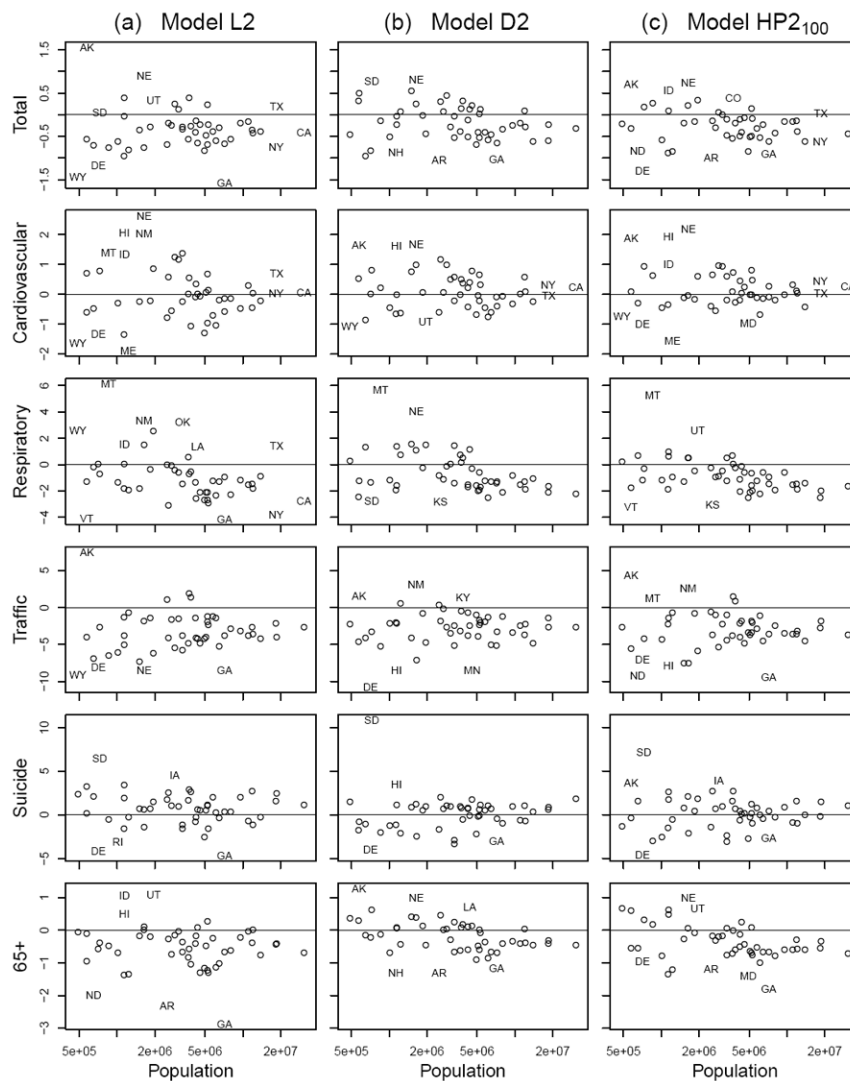 (a) Model L2 (b) Model D2 (c) Model HP2100
Total
1.5
0.5
-0.5
-1.5
AK
NE
SD
UT
TX
CA
NY
DE
WY
GA
SD
NE
NH
AR
GA
AK
ID
NE
CO
TX
NY
ND
DE
AR
GA
Cardiovascular
2
1
0
-1
-2
NE
HI
NM
MT
ID
TX
NY
CA
DE
WY
ME
AK
HI
NE
NY
CA
TX
WY
UT
AK
HI
NE
ID
NY
CA
TX
WY
DE
MD
ME
Respiratory
6
4
2
0
-2
-4
MT
WY
NM
OK
ID
LA
TX
CA
VT
GA
NY
MT
NE
SD
KS
MT
UT
VT
KS
Traffic
5
0
-5
-10
AK
WY
DE
NE
GA
AK
NM
KY
HI
MN
DE
AK
NM
MT
DE
ND
HI
GA
Suicide
10
5
0
-5
SD
IA
RI
DE
GA
SD
HI
DE
GA
SD
AK
IA
DE
GA
65+
1
0
-1
-2
-3
ID
UT
HI
ND
AR
GA
AK
NE
LA
NH
AR
GA
NE
UT
DE
AR
MD
GA
5e+05 2e+06 5e+06 2e+07 5e+05 2e+06 5e+06 2e+07 5e+05 2e+06 5e+06 2e+07
Population Population Population